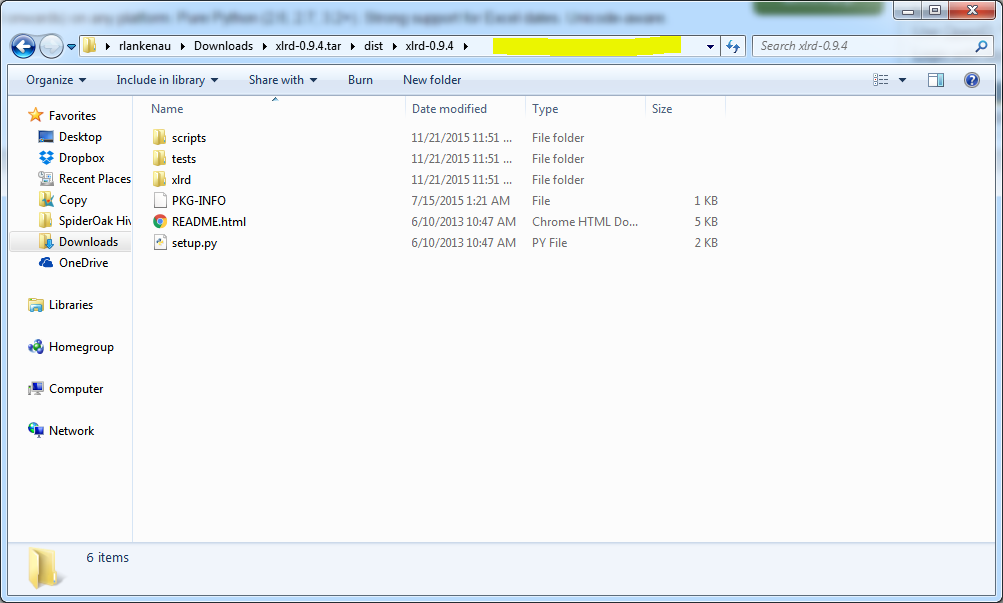 onwards) on any platform. Pure Python (2.6, 2.7, 3.2+). Strong support for Excel dates. Unicode-aware.
rlankenau Downloads xlrd-0.9.4.tar dist xlrd-0.9.4 Search xlrd-0.9.4
Organize Include in library Share with Burn New folder
Name Date modified Type Size
Favorites
Desktop
Dropbox
Recent Places
Copy
SpiderOak Hiv
Downloads
OneDrive
Libraries
Homegroup
Computer
Network
scripts 11/21/2015 11:51 ... File folder
tests 11/21/2015 11:51 ... File folder
xlrd 11/21/2015 11:51 ... File folder
PKG-INFO 7/15/2015 1:21 AM File 1 KB
README.html 6/10/2013 10:47 AM Chrome HTML Do... 5 KB
setup.py 6/10/2013 10:47 AM PY File 2 KB
6 items